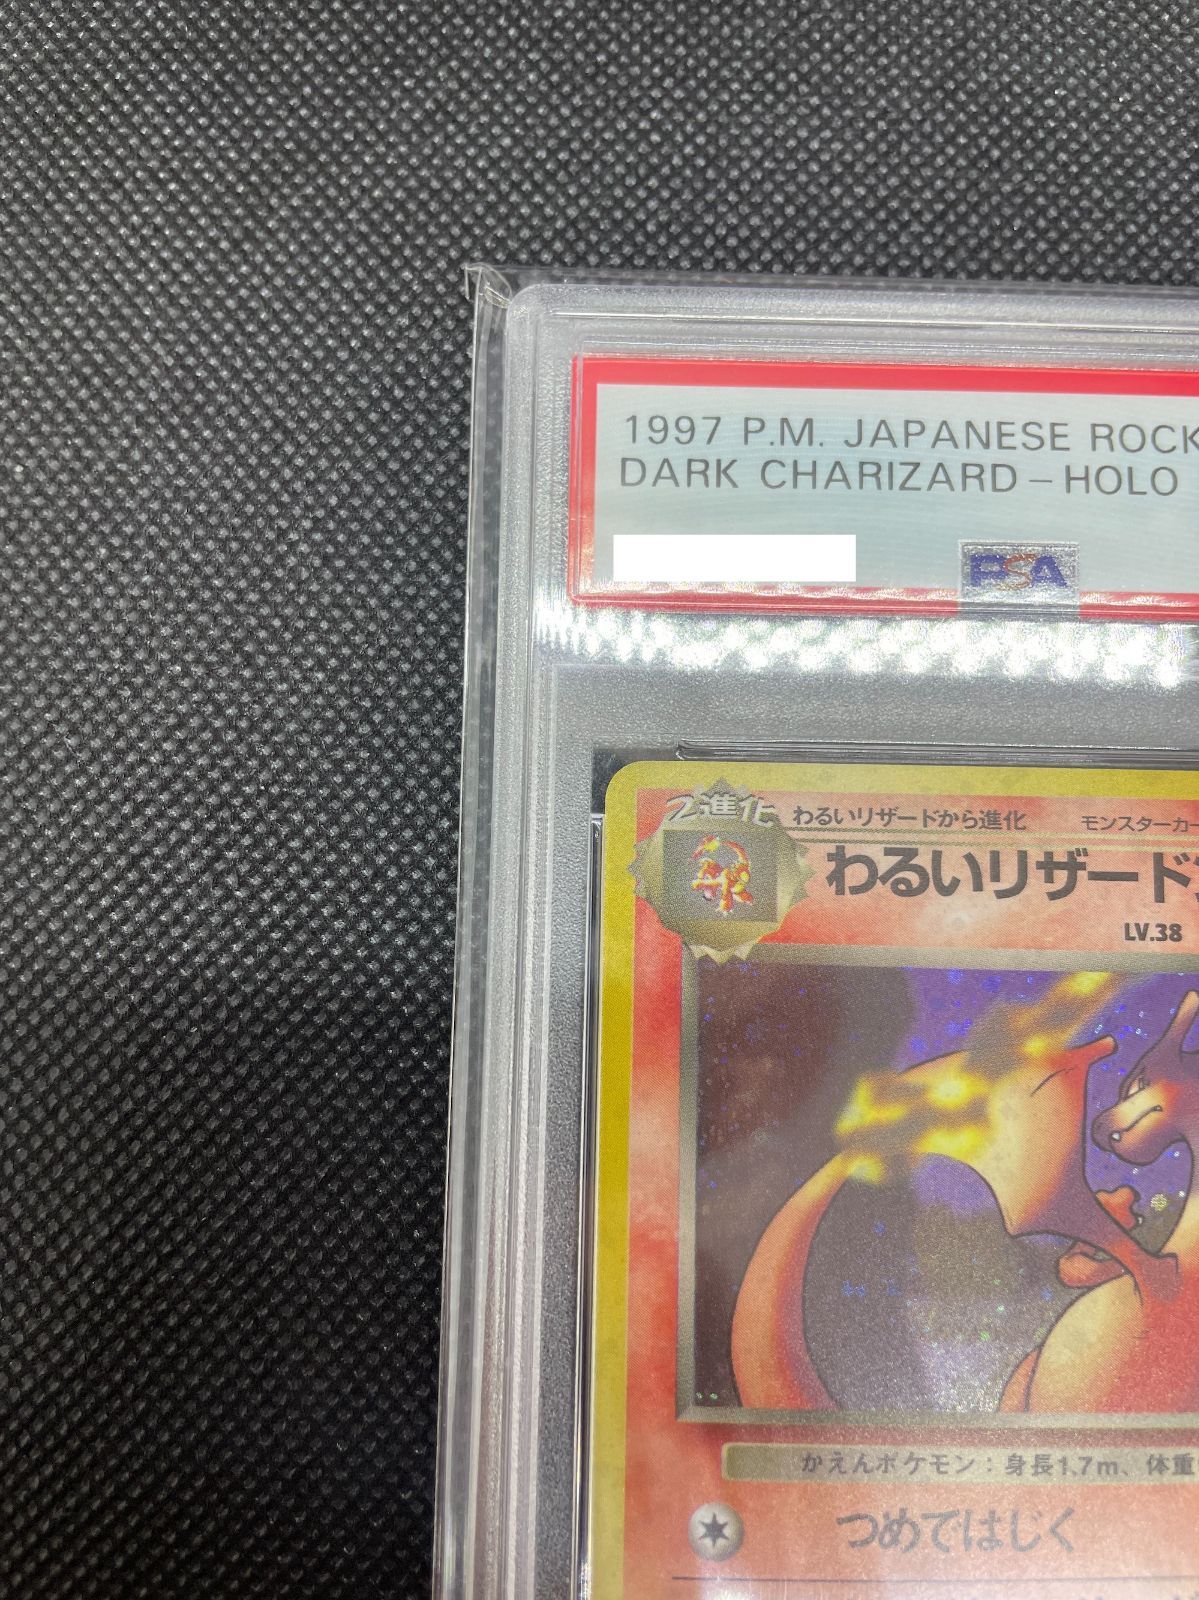 1997 P.M. JAPANESE ROCK
DARK CHARIZARD - HOLO
PSA
2進化
わるいリザードから進化
モンスターカー
わるいリザード
LV.38
かえんポケモン：身長1.7m、体重
つめではじく